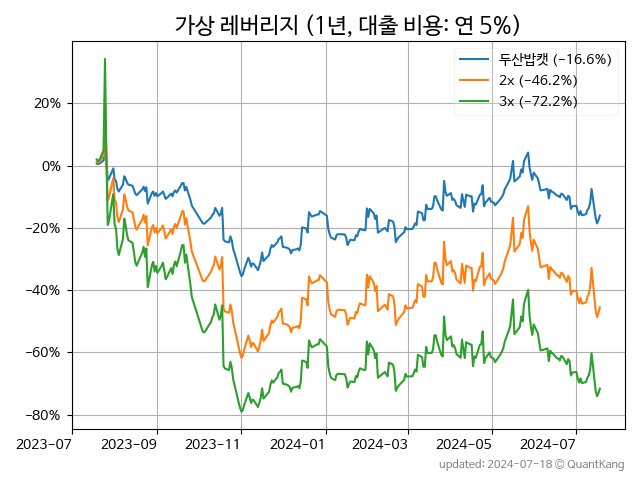 가상 레버리지 (1년, 대출 비용: 연 5%)
두산밥캣 (-16.6%)
2x (-46.2%)
3x (-72.2%)
20%
0%
-20%
-40%
-60%
-80%
2023-07 2023-09 2023-11 2024-01 2024-03 2024-05 2024-07
updated: 2024-07-18 © QuantKang